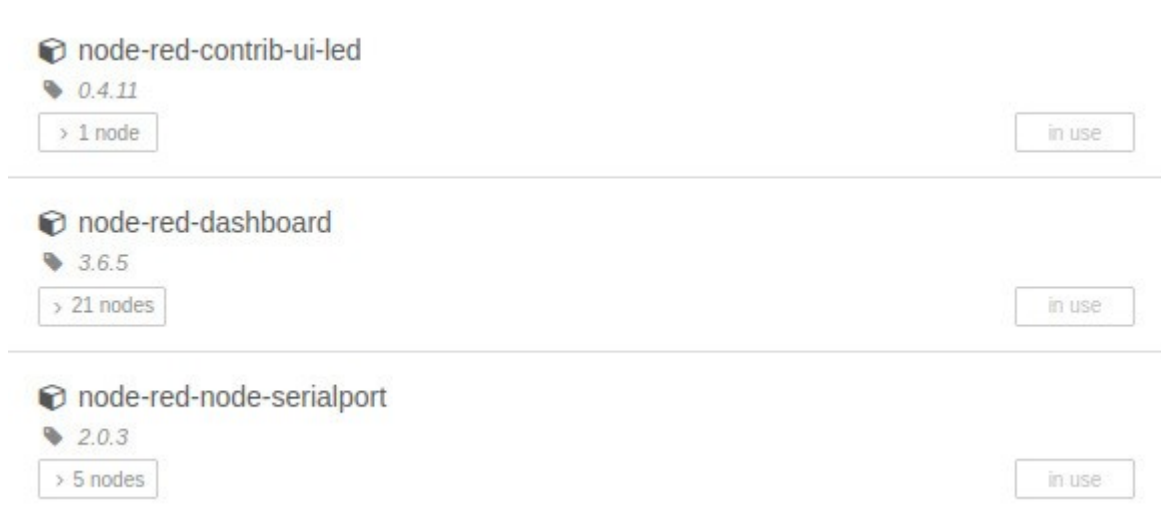 node-red-contrib-ui-led
0.4.11
> 1 node
in use
node-red-dashboard
3.6.5
> 21 nodes
in use
node-red-node-serialport
2.0.3
> 5 nodes
in use